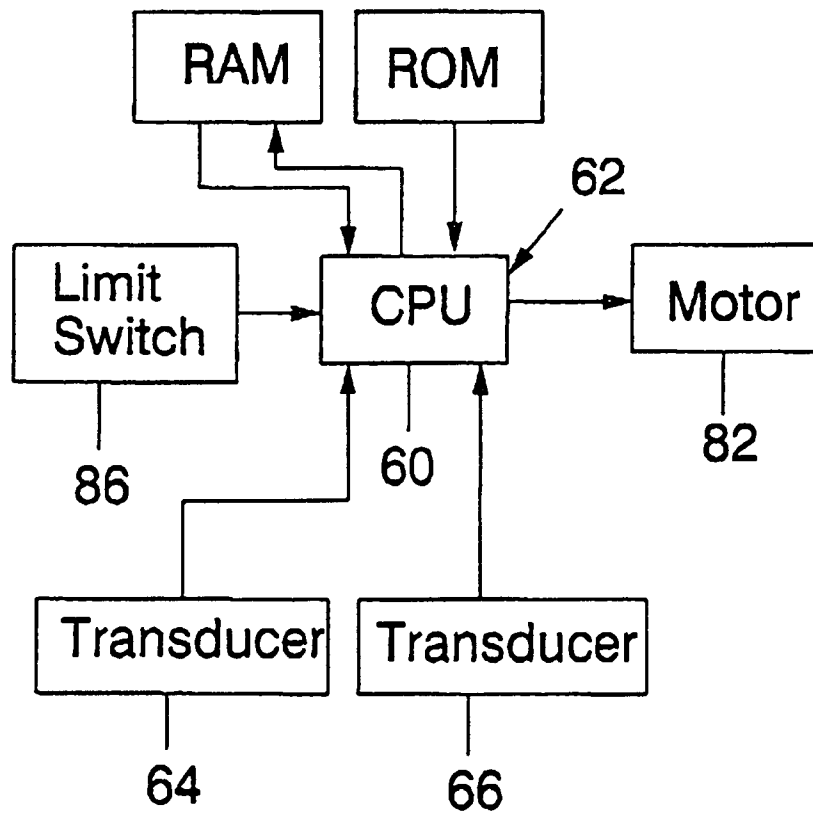 RAM
ROM
62
Limit
Switch
CPU
Motor
86
60
82
Transducer
Transducer
64
66